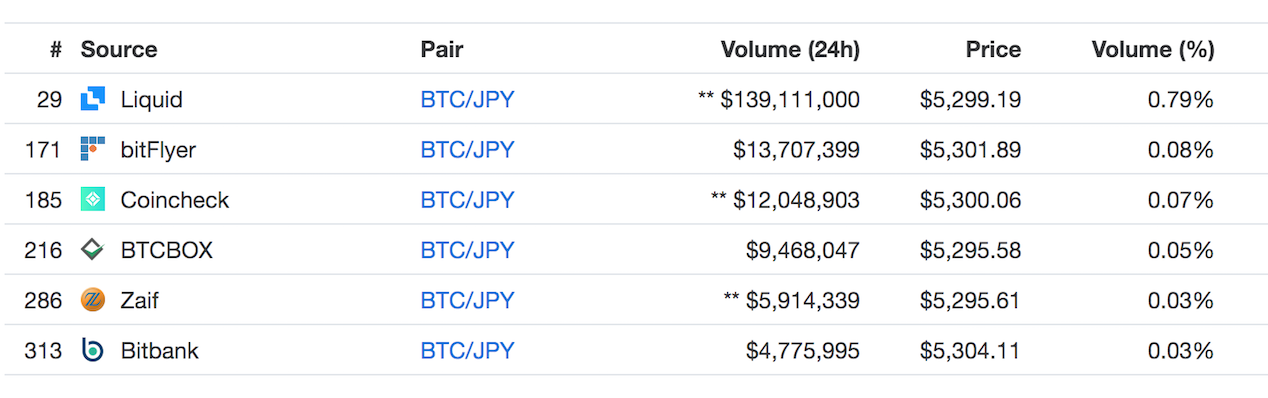 # Source Pair Volume (24h) Price Volume (%)
29 Liquid BTC/JPY ** $139,111,000 $5,299.19 0.79%
171 bitFlyer BTC/JPY $13,707,399 $5,301.89 0.08%
185 Coincheck BTC/JPY ** $12,048,903 $5,300.06 0.07%
216 BTCBOX BTC/JPY $9,468,047 $5,295.58 0.05%
286 Zaif BTC/JPY ** $5,914,339 $5,295.61 0.03%
313 Bitbank BTC/JPY $4,775,995 $5,304.11 0.03%